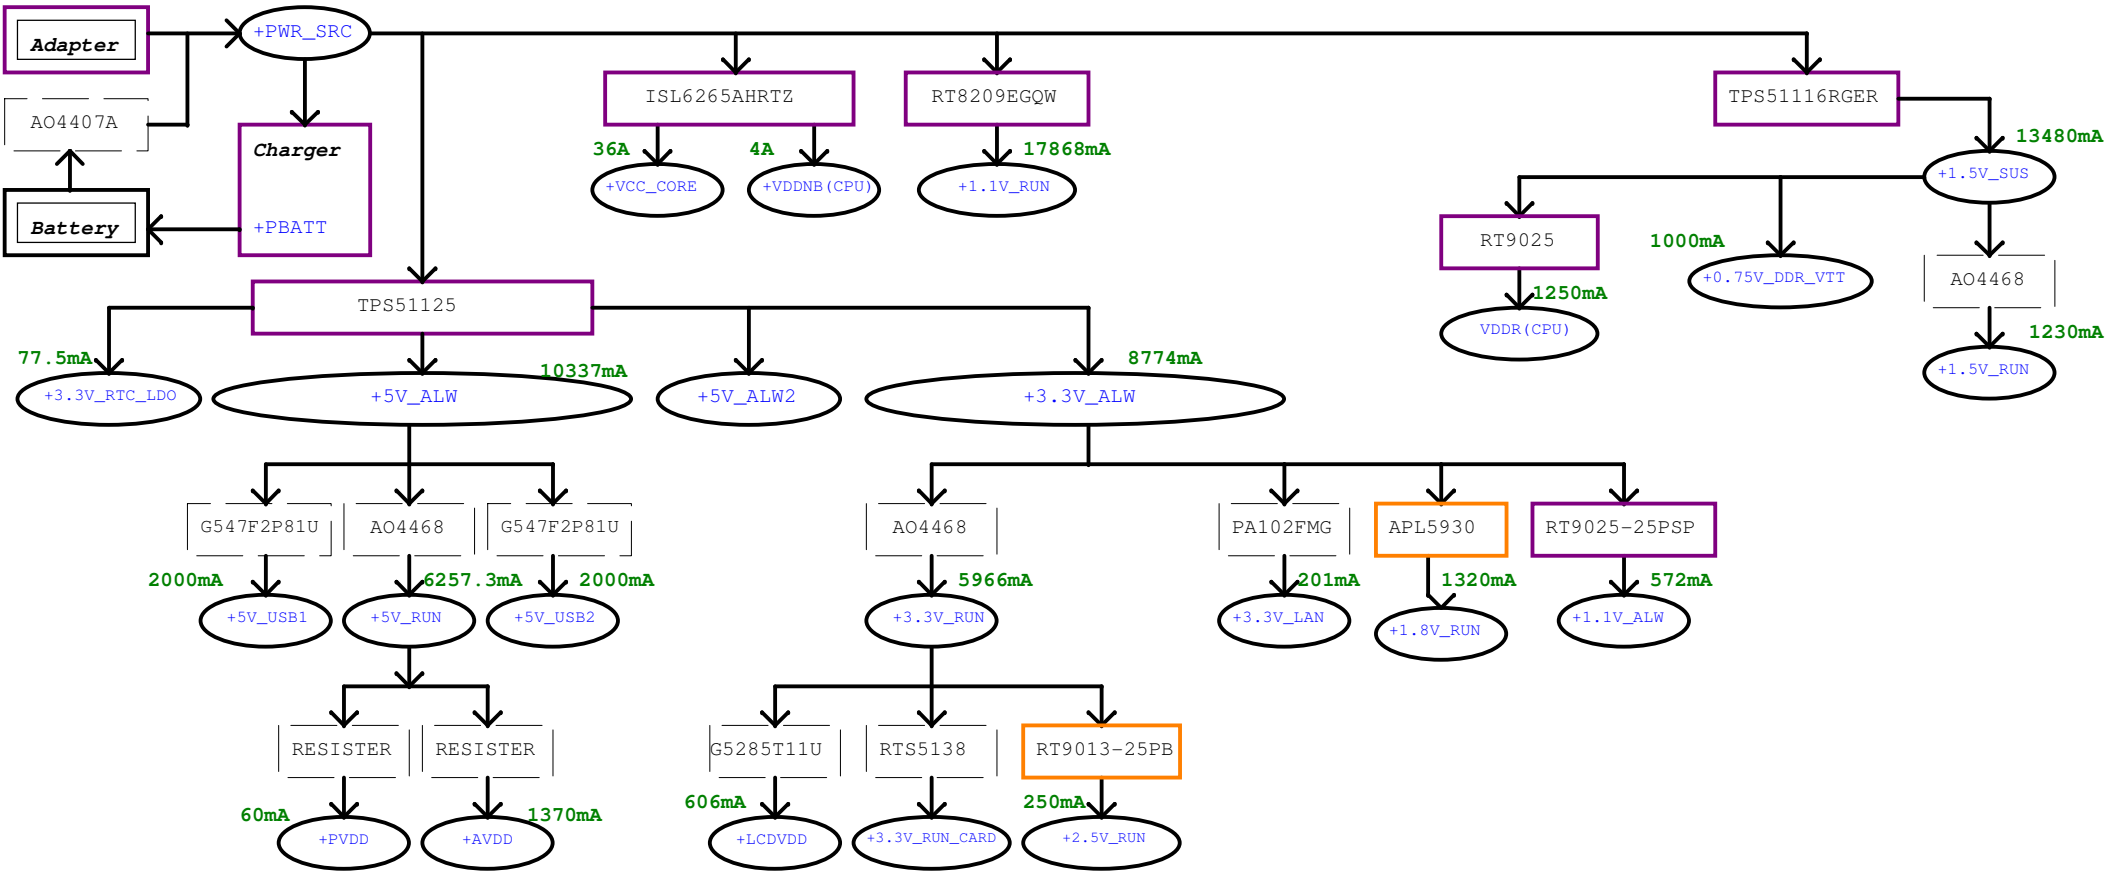 +PWR_SRC
Adapter
ISL6265AHRTZ
RT8209EGQW
TPS51116RGER
AO4407A
13480mA
Charger
36A
4A
17868mA
+VCC_CORE
+VDDNB(CPU)
+1.1V_RUN
+1.5V_SUS
Battery
+PBATT
RT9025
1000mA
+0.75V_DDR_VTT
AO4468
1250mA
TPS51125
VDDR(CPU)
1230mA
77.5mA
10337mA
8774mA
+3.3V_RTC_LDO
+5V_ALW
+5V_ALW2
+3.3V_ALW
+1.5V_RUN
G547F2P81U
AO4468
G547F2P81U
AO4468
PA102FMG
APL5930
RT9025-25PSP
2000mA
6257.3mA
2000mA
5966mA
201mA
1320mA
572mA
+5V_USB1
+5V_RUN
+5V_USB2
+3.3V_RUN
+3.3V_LAN
+1.8V_RUN
+1.1V_ALW
RESISTER
RESISTER
G5285T11U
RTS5138
RT9013-25PB
60mA
1370mA
606mA
250mA
+PVDD
+AVDD
+LCDVDD
+3.3V_RUN_CARD
+2.5V_RUN